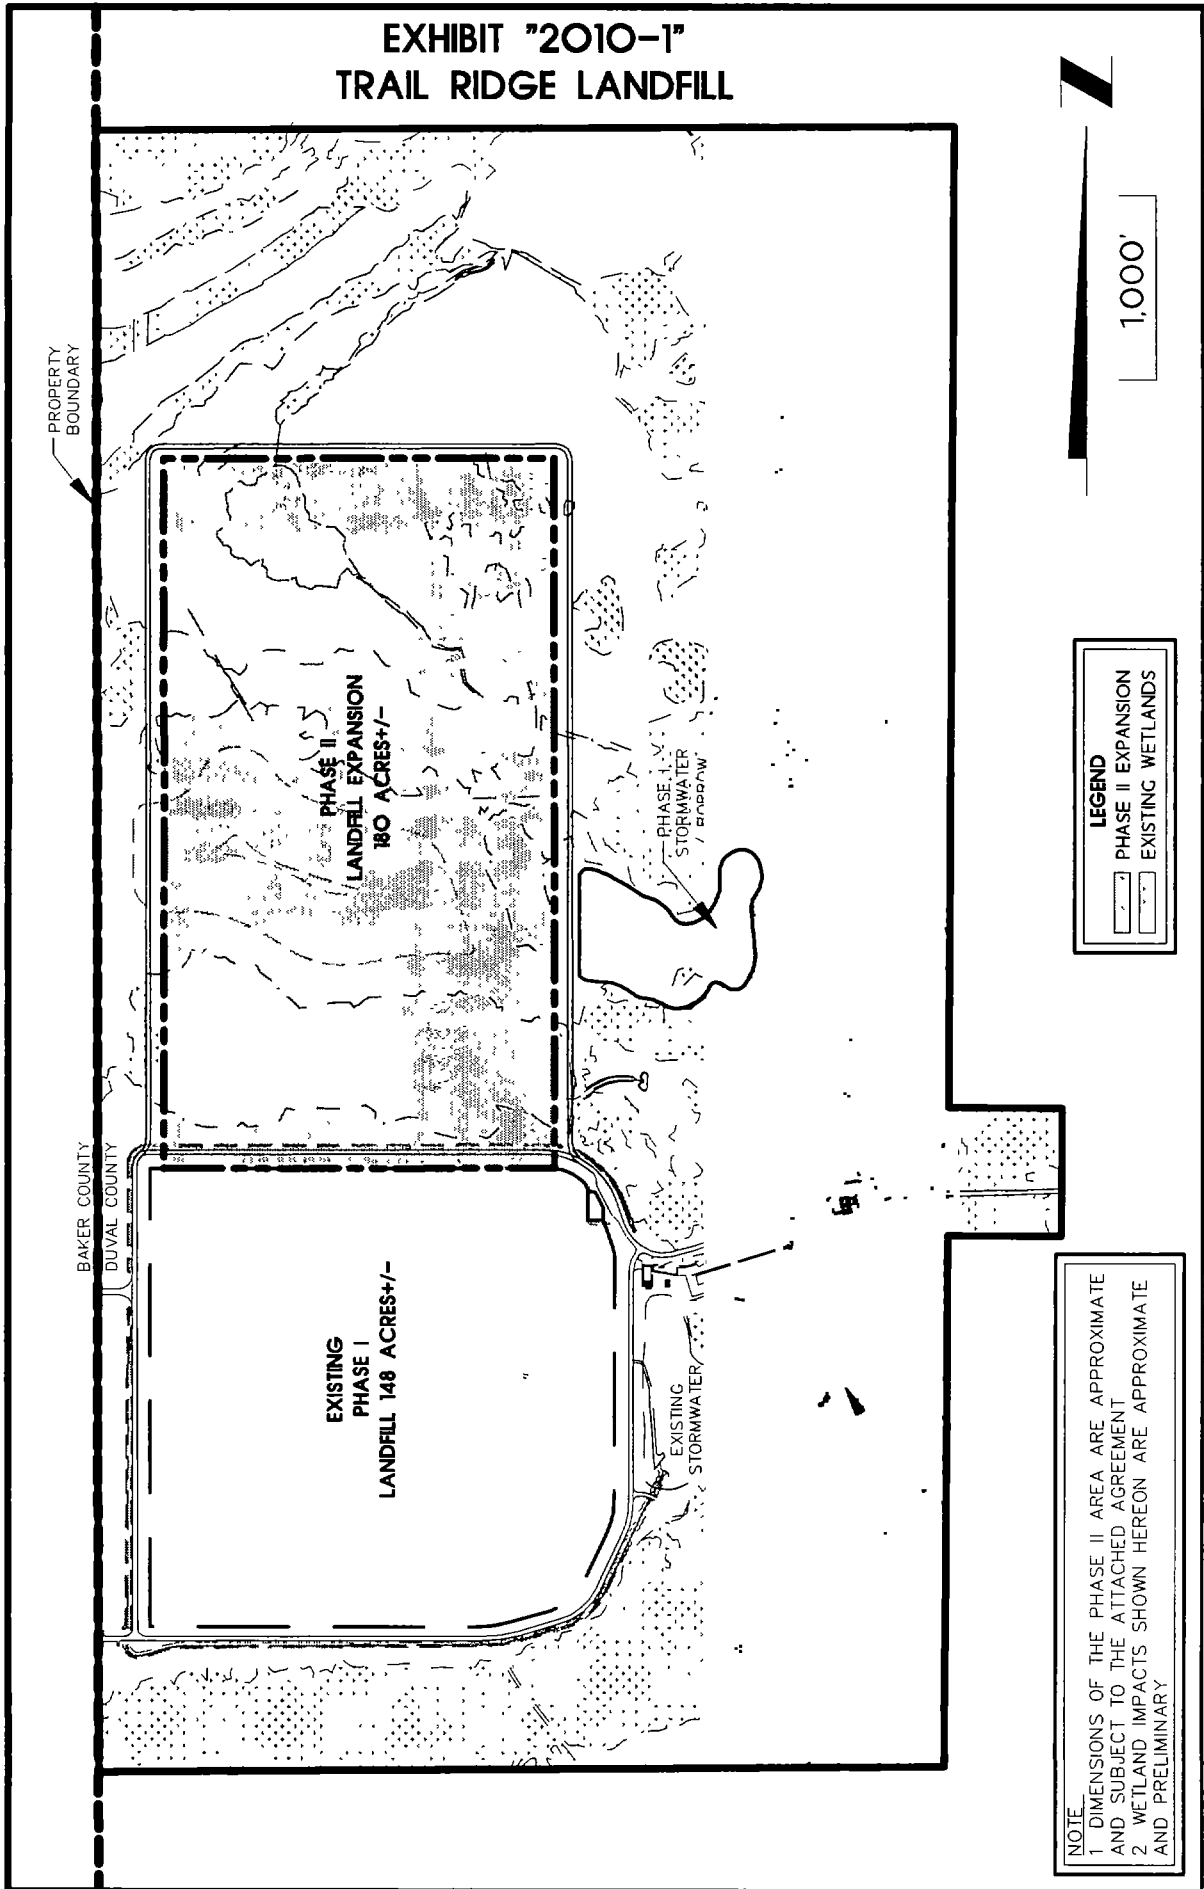 EXHIBIT "2010-1"
TRAIL RIDGE LANDFILL
N
1,000'
PROPERTY
BOUNDARY
BAKER COUNTY
DUVAL COUNTY
PHASE II
LANDFILL EXPANSION
180 ACRES+/-
PHASE
STORMWATER
BORROW
EXISTING
PHASE I
LANDFILL 148 ACRES+/-
EXISTING
STORMWATER
LEGEND
PHASE II EXPANSION
EXISTING WETLANDS
NOTE
1 DIMENSIONS OF THE PHASE II AREA ARE APPROXIMATE
AND SUBJECT TO THE ATTACHED AGREEMENT
2 WETLAND IMPACTS SHOWN HEREON ARE APPROXIMATE
AND PRELIMINARY